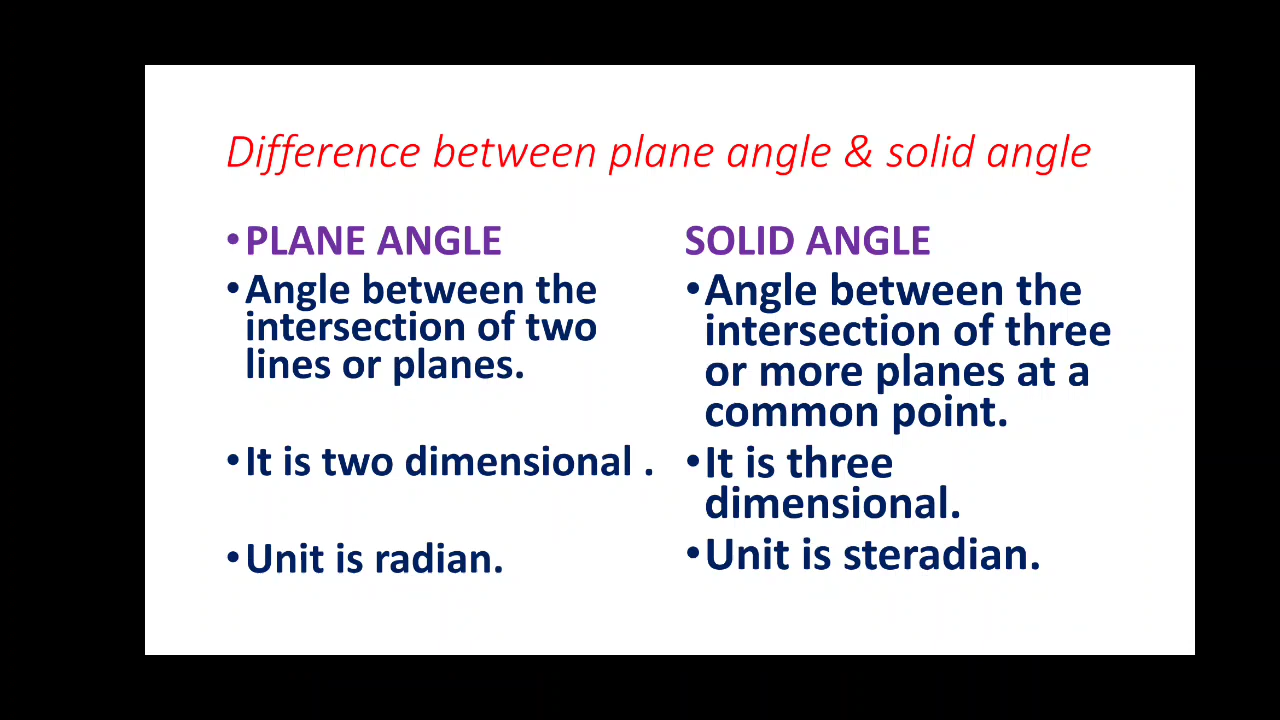 Difference between plane angle & solid angle
•PLANE ANGLE
•Angle between the
intersection of two
lines or planes.
•It is two dimensional .
•Unit is radian.
SOLID ANGLE
•Angle between the
intersection of three
or more planes at a
common point.
•It is three
dimensional.
•Unit is steradian.